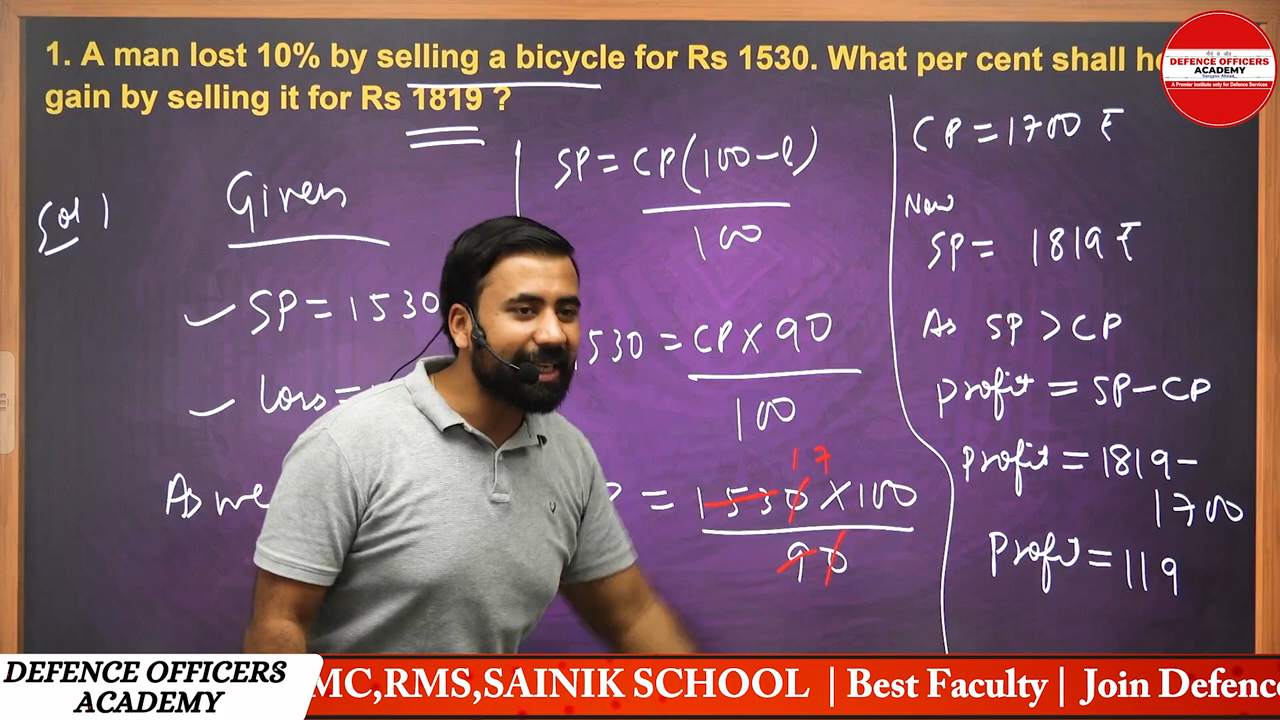 1. A man lost 10% by selling a bicycle for Rs 1530. What per cent shall he
gain by selling it for Rs 1819 ?
DEFENCE OFFICERS
ACADEMY
A Premier Institute only for Defence Services
Sol 1
Given
✓ SP = 1530
✓ Loss =
As we
SP = CP(100-l)
100
530 = CP × 90
100
17
= 1530 × 100
90
CP = 1700 ₹
Now
SP = 1819 ₹
As SP > CP
Profit = SP - CP
Profit = 1819 -
1700
Profit = 119
DEFENCE OFFICERS
ACADEMY
MC,RMS,SAINIK SCHOOL | Best Faculty | Join Defence